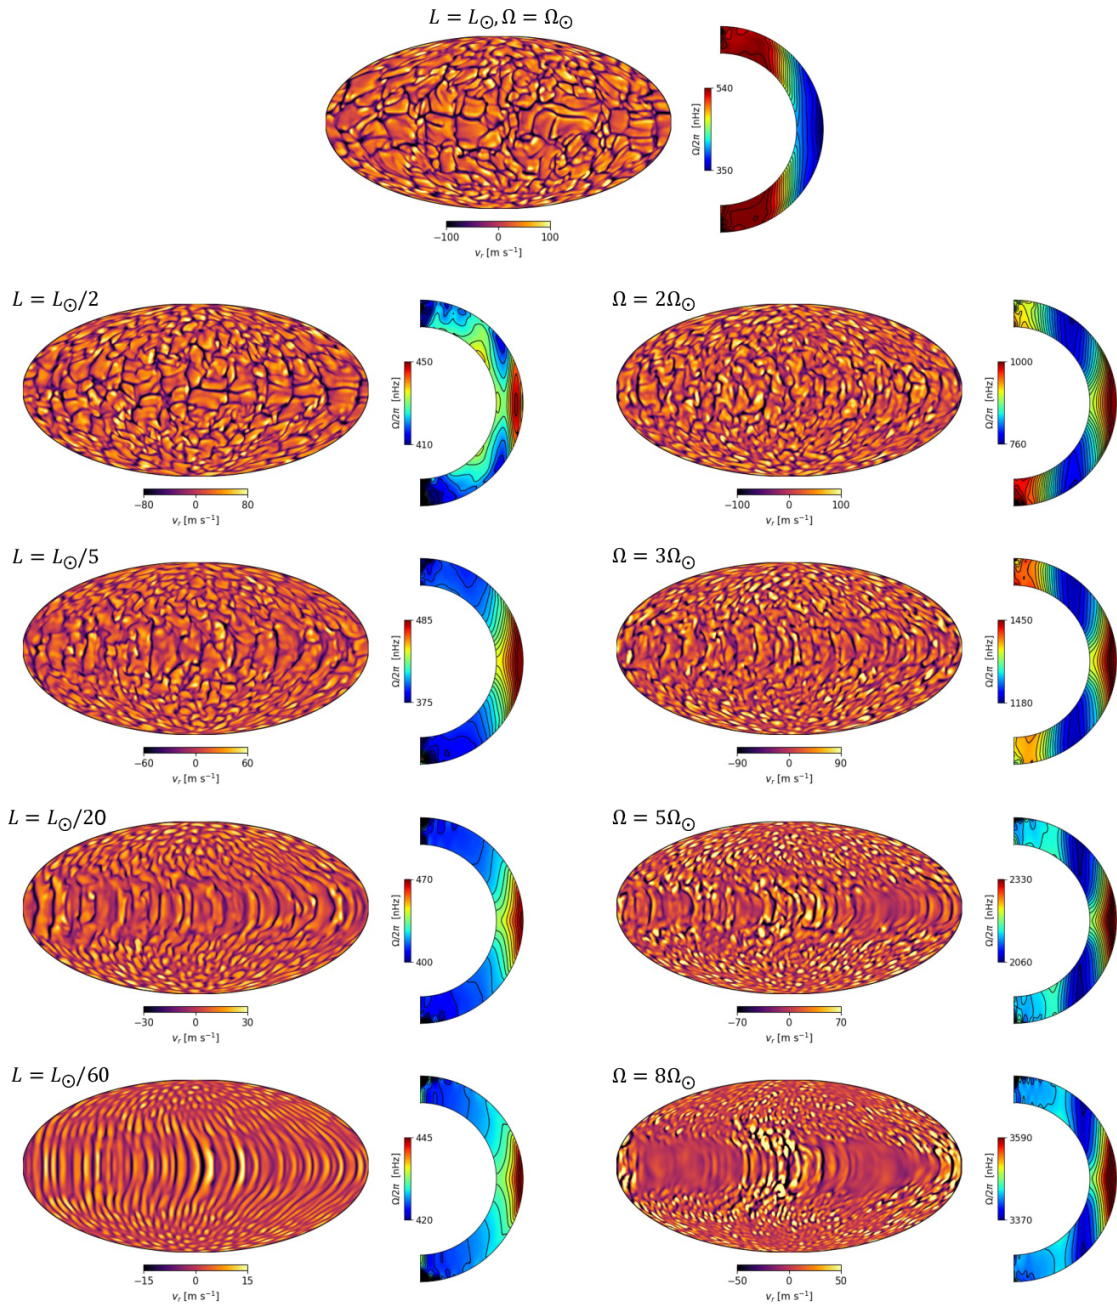 L = L☉, Ω = Ω☉
540
Ω/2π [nHz]
350
−100 0 100
v_r [m s⁻¹]
L = L☉/2
450
Ω/2π [nHz]
410
−80 0 80
v_r [m s⁻¹]
Ω = 2Ω☉
1000
Ω/2π [nHz]
760
−100 0 100
v_r [m s⁻¹]
L = L☉/5
485
Ω/2π [nHz]
375
−60 0 60
v_r [m s⁻¹]
Ω = 3Ω☉
1450
Ω/2π [nHz]
1180
−90 0 90
v_r [m s⁻¹]
L = L☉/20
470
Ω/2π [nHz]
400
−30 0 30
v_r [m s⁻¹]
Ω = 5Ω☉
2330
Ω/2π [nHz]
2060
−70 0 70
v_r [m s⁻¹]
L = L☉/60
445
Ω/2π [nHz]
420
−15 0 15
v_r [m s⁻¹]
Ω = 8Ω☉
3590
Ω/2π [nHz]
3370
−50 0 50
v_r [m s⁻¹]